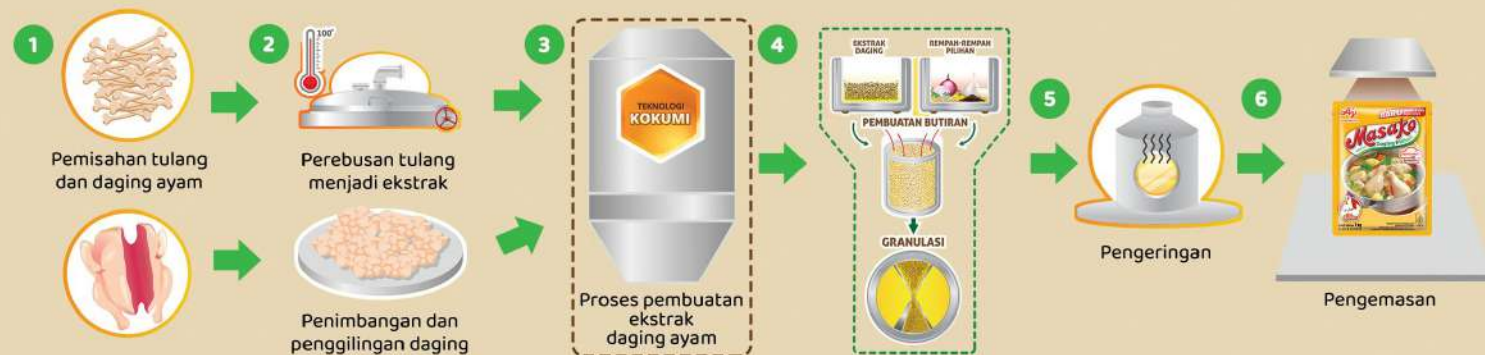 1
Pemisahan tulang
dan daging ayam
2
100°
Perebusan tulang
menjadi ekstrak
Penimbangan dan
penggilingan daging
3
TEKNOLOGI
KOKUMI
Proses pembuatan
ekstrak
daging ayam
4
EKSTRAK
DAGING
REMPAH-REMPAH
PILIHAN
PEMBUATAN BUTIRAN
GRANULASI
5
Pengeringan
6
Masako
Pengemasan